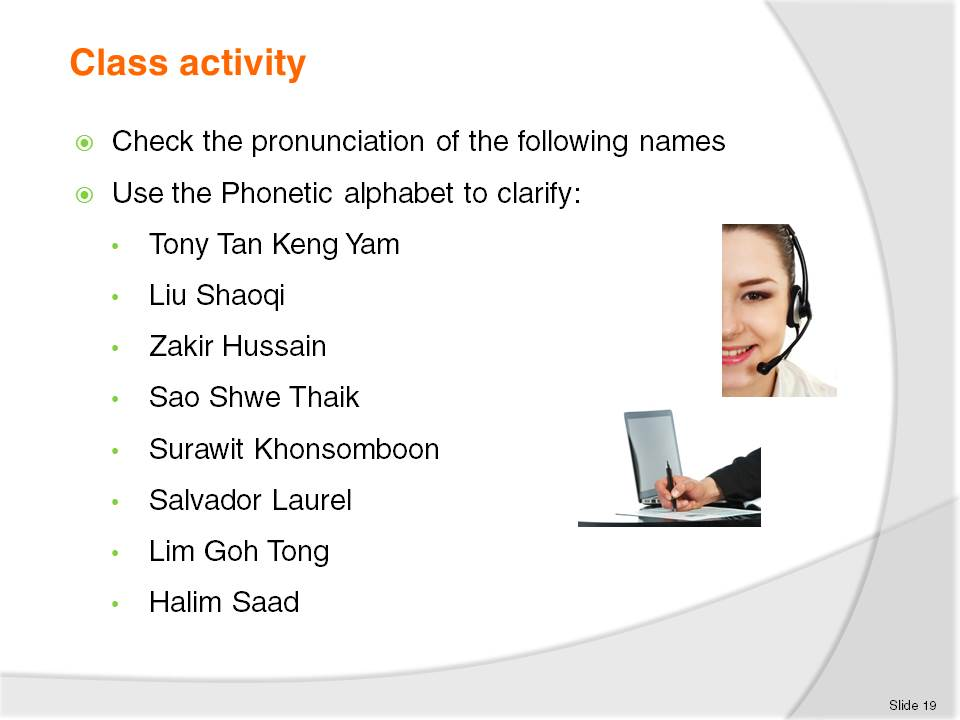 Class activity
Check the pronunciation of the following names
Use the Phonetic alphabet to clarify:
Tony Tan Keng Yam
Liu Shaoqi
Zakir Hussain
Sao Shwe Thaik
Surawit Khonsomboon
Salvador Laurel
Lim Goh Tong
Halim Saad
Slide 19